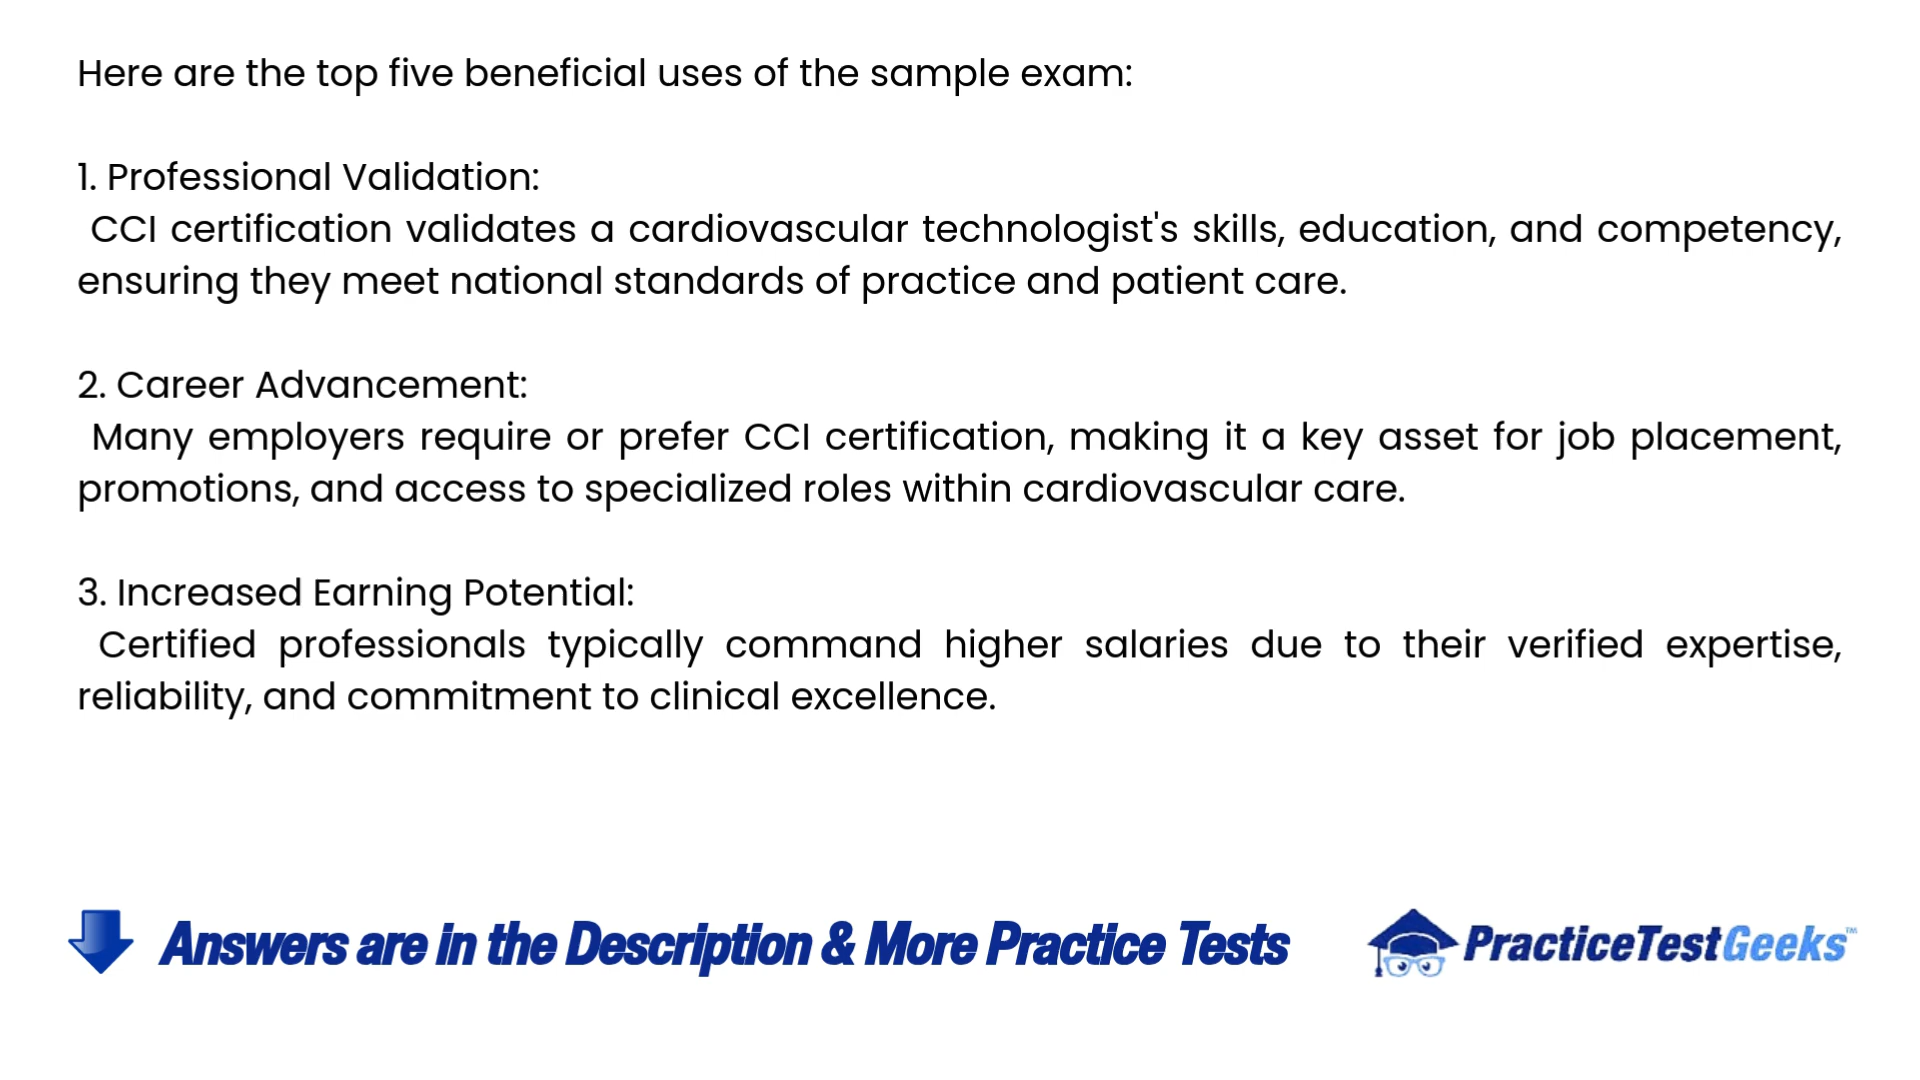 Here are the top five beneficial uses of the sample exam:
1. Professional Validation:
CCI certification validates a cardiovascular technologist's skills, education, and competency,
ensuring they meet national standards of practice and patient care.
2. Career Advancement:
Many employers require or prefer CCI certification, making it a key asset for job placement,
promotions, and access to specialized roles within cardiovascular care.
3. Increased Earning Potential:
Certified professionals typically command higher salaries due to their verified expertise,
reliability, and commitment to clinical excellence.
Answers are in the Description & More Practice Tests
PracticeTestGeeks™